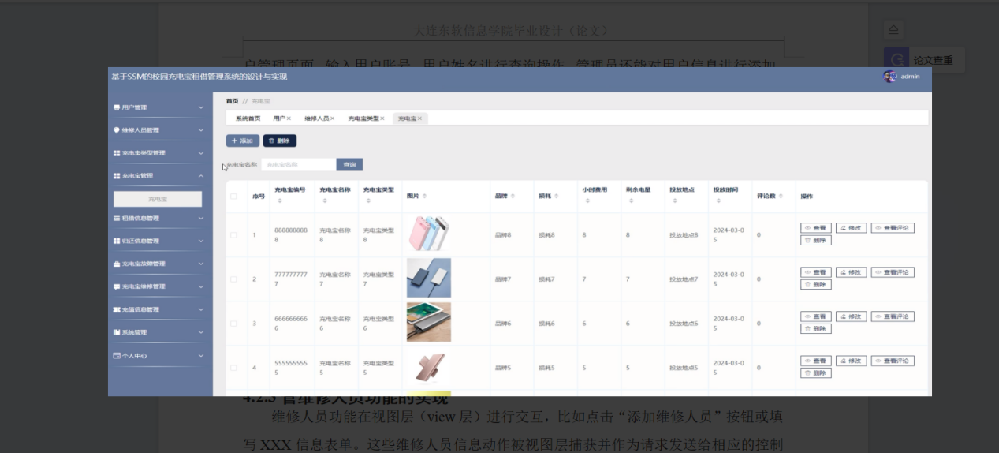 大连东软信息学院毕业设计（论文）
论文查重
户管理页面，输入用户账号、用户姓名进行查询操作，管理员还能对用户信息进行添加、
基于SSM的校园充电宝租借管理系统的设计与实现
admin
用户管理
维修人员管理
充电宝类型管理
充电宝管理
充电宝
租借信息管理
归还信息管理
充电宝故障管理
充电宝维修管理
充值信息管理
系统管理
个人中心
首页 // 充电宝
系统首页 用户× 维修人员× 充电宝类型× 充电宝×
+ 添加 删除
充电宝名称 充电宝名称 查询
序号 充电宝编号 充电宝名称 充电宝类型 图片 品牌 损耗 小时费用 剩余电量 投放地点 投放时间 评论数 操作
1 8888888888 充电宝名称8 充电宝类型8 品牌8 损耗8 8 8 投放地点8 2024-03-05 0 查看 修改 查看评论
删除
2 7777777777 充电宝名称7 充电宝类型7 品牌7 损耗7 7 7 投放地点7 2024-03-05 0 查看 修改 查看评论
删除
3 6666666666 充电宝名称6 充电宝类型6 品牌6 损耗6 6 6 投放地点6 2024-03-05 0 查看 修改 查看评论
删除
4 5555555555 充电宝名称5 充电宝类型5 品牌5 损耗5 5 5 投放地点5 2024-03-05 0 查看 修改 查看评论
删除
4.2.3 管维修人员功能的实现
维修人员功能在视图层（view 层）进行交互，比如点击“添加维修人员”按钮或填
写 XXX 信息表单。这些维修人员信息动作被视图层捕获并作为请求发送给相应的控制